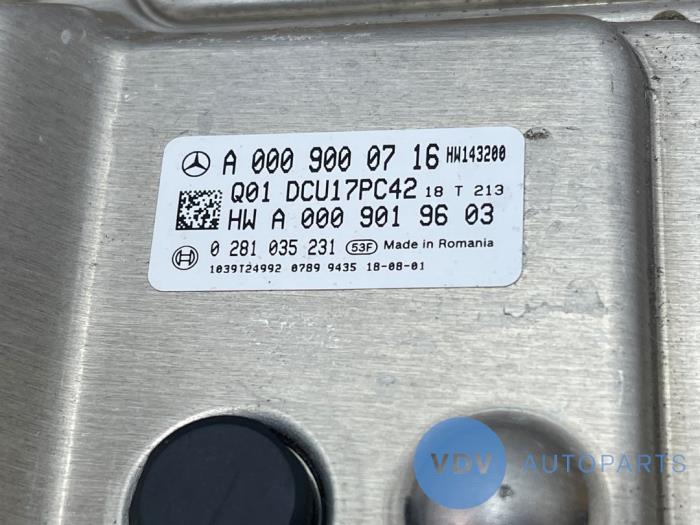 A 000 900 07 16 HW143200
Q01 DCU17PC42 18 T 213
HW A 000 901 96 03
0 281 035 231 53F Made in Romania
1039T24992 0789 9435 18-08-01
VDV AUTOPARTS